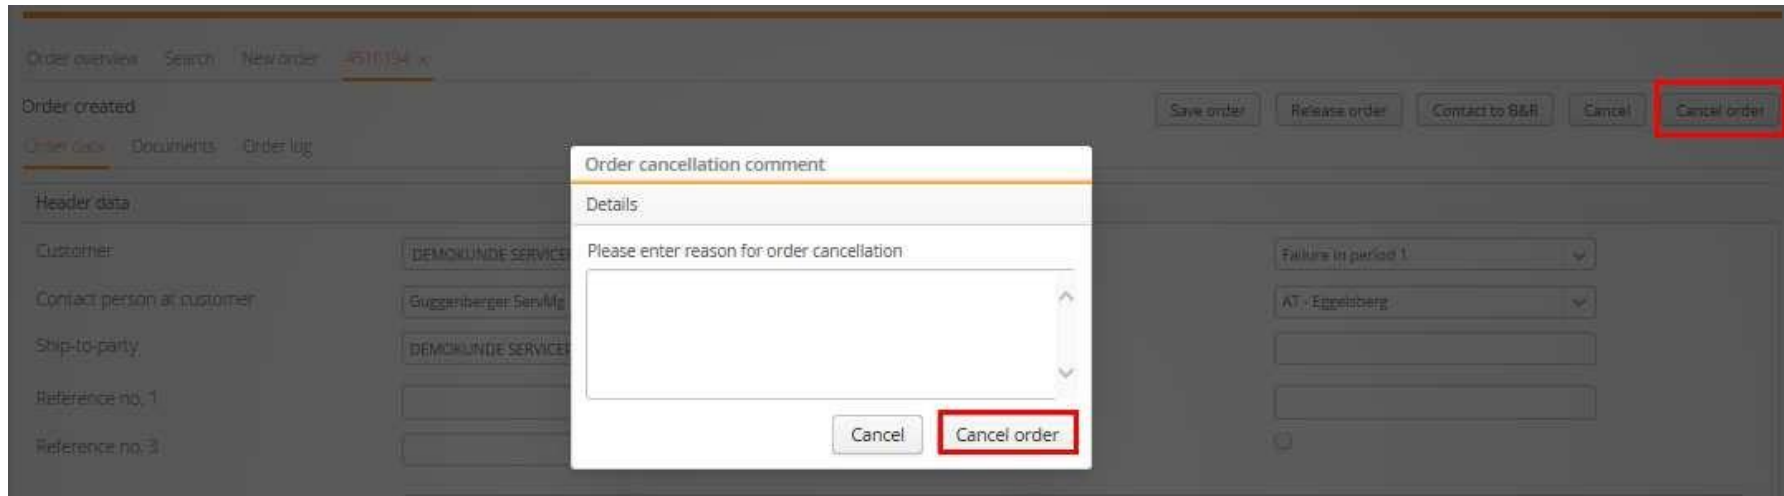 Order overview Search New order 4516194 ×
Order created
Save order Release order Contact to B&R Cancel Cancel order
Order data Documents Order log
Order cancellation comment
Header data
Details
Customer DEMOKUNDE SERVICE Failure in period 1
Please enter reason for order cancellation
Contact person at customer Guggenberger ServMg AT - Eggelsberg
Ship-to-party DEMOKUNDE SERVICE
Reference no. 1
Reference no. 3
Cancel Cancel order